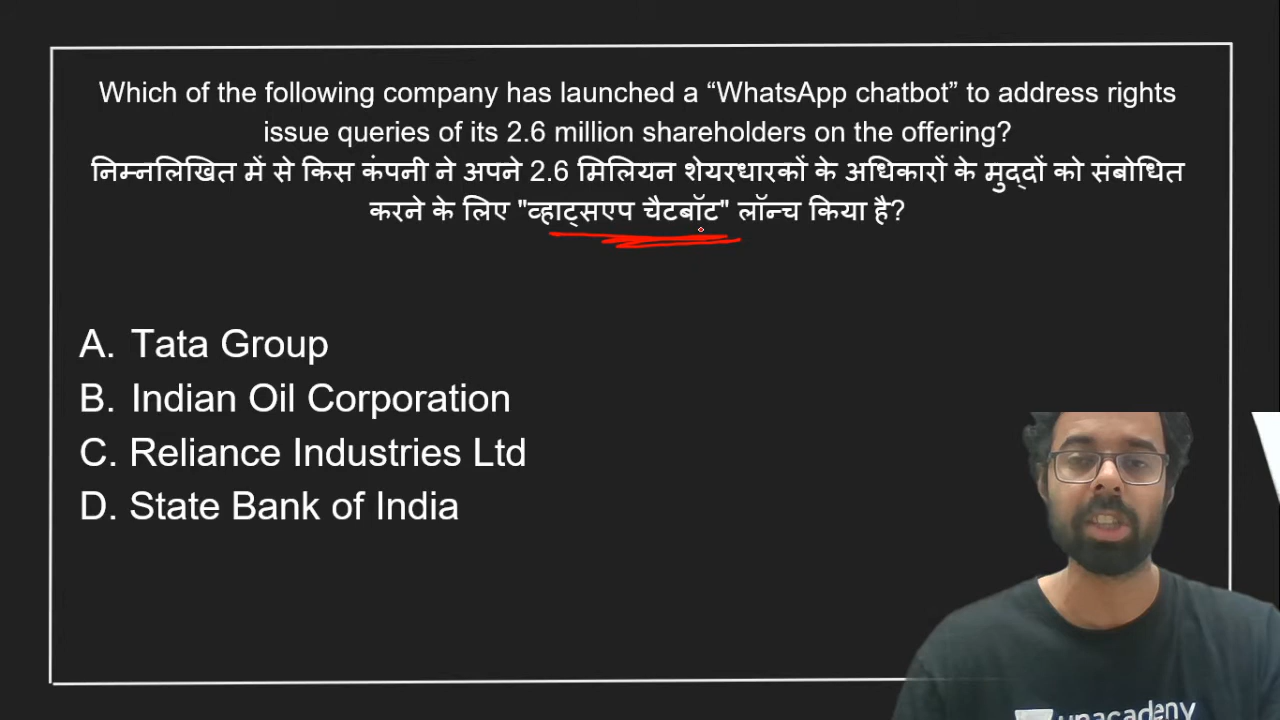 Which of the following company has launched a “WhatsApp chatbot” to address rights
issue queries of its 2.6 million shareholders on the offering?
निम्नलिखित में से किस कंपनी ने अपने 2.6 मिलियन शेयरधारकों के अधिकारों के मुद्दों को संबोधित
करने के लिए "व्हाट्सएप चैटबॉट" लॉन्च किया है?
A. Tata Group
B. Indian Oil Corporation
C. Reliance Industries Ltd
D. State Bank of India
unacademy